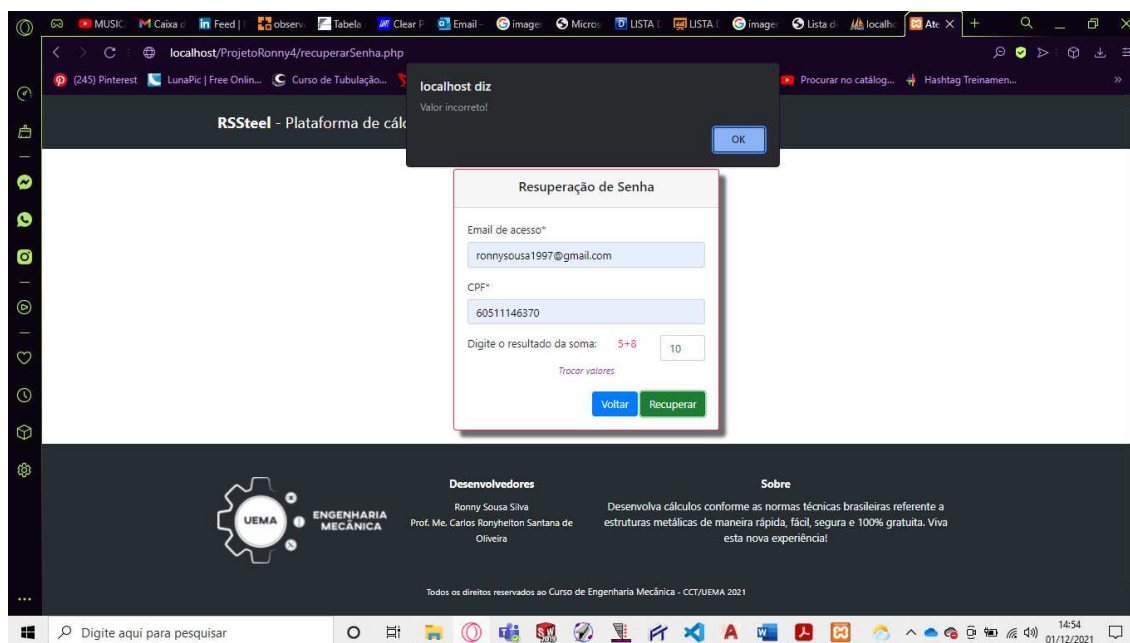 MUSIC
Caixa d
Feed |
observ
Tabela
Clear P
Email -
image
Micros
LISTA
LISTA
image
Lista d
localho
Ate
localhost/ProjetoRonny4/recuperarSenha.php
(245) Pinterest
LunaPic | Free Onlin...
Curso de Tubulação...
Procurar no catálog...
Hashtag Treinamen...
localhost diz
Valor incorreto!
OK
RSSteel - Plataforma de cálc
Resuperação de Senha
Email de acesso*
ronnysousa1997@gmail.com
CPF*
60511146370
Digite o resultado da soma: 5+8 10
Trocar valores
Voltar Recuperar
UEMA
ENGENHARIA
MECÂNICA
Desenvolvedores
Ronny Sousa Silva
Prof. Me. Carlos Ronyhelton Santana de
Oliveira
Sobre
Desenvolva cálculos conforme as normas técnicas brasileiras referente a
estruturas metálicas de maneira rápida, fácil, segura e 100% gratuita. Viva
esta nova experiência!
Todos os direitos reservados ao Curso de Engenharia Mecânica - CCT/UEMA 2021
Digite aqui para pesquisar
14:54
01/12/2021